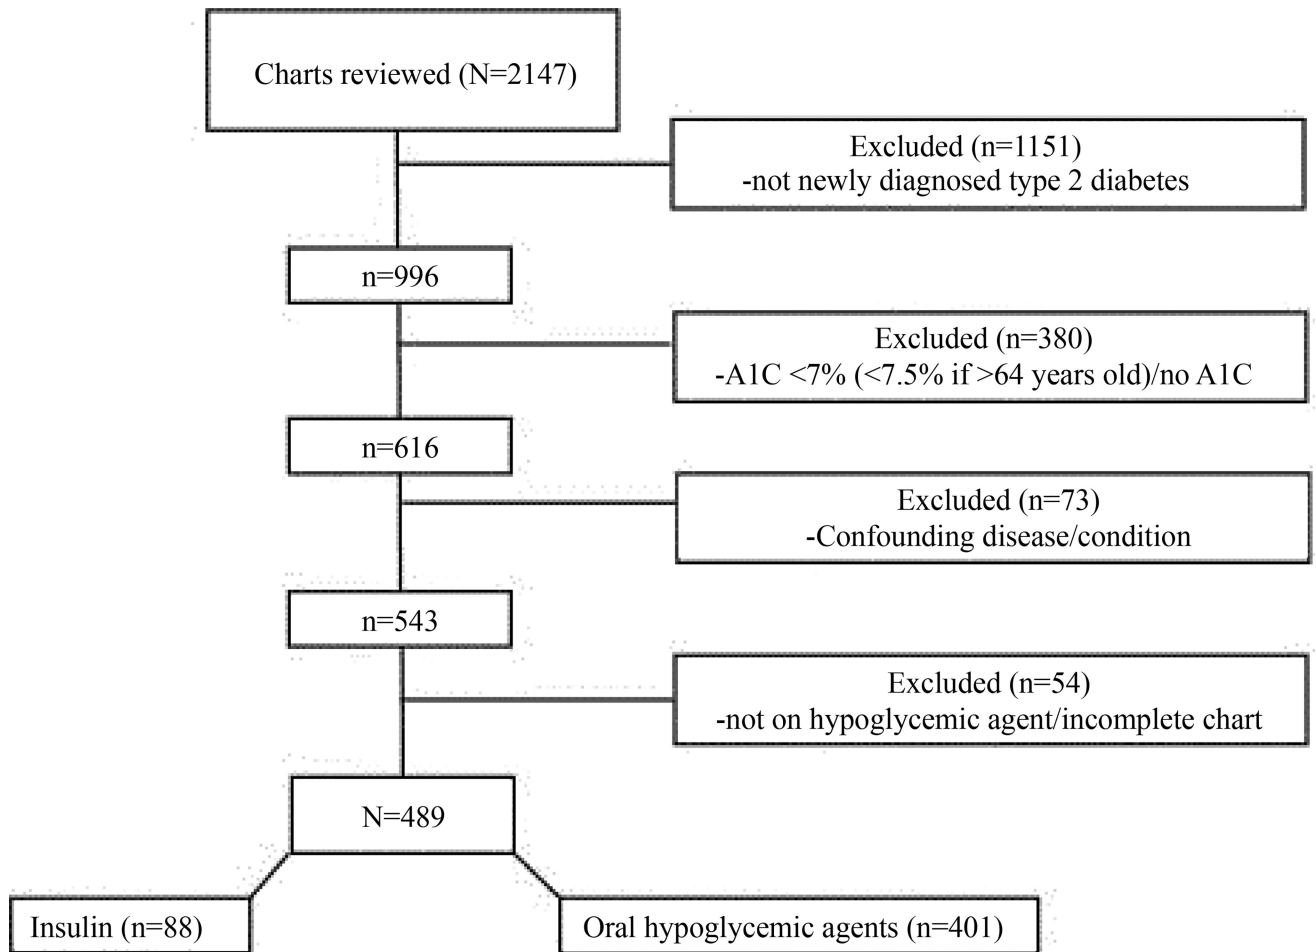 Charts reviewed (N=2147)
Excluded (n=1151)
-not newly diagnosed type 2 diabetes
n=996
Excluded (n=380)
-A1C <7% (<7.5% if >64 years old)/no A1C
n=616
Excluded (n=73)
-Confounding disease/condition
n=543
Excluded (n=54)
-not on hypoglycemic agent/incomplete chart
N=489
Insulin (n=88)
Oral hypoglycemic agents (n=401)